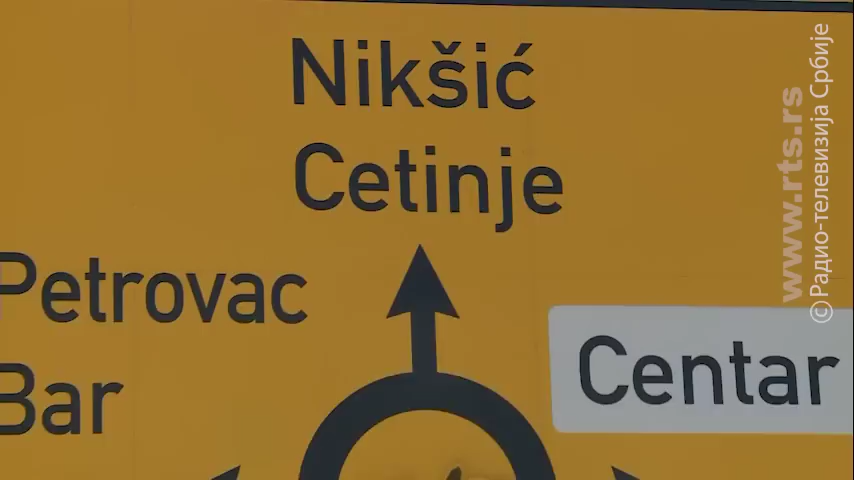 Nikšić
Cetinje
Petrovac
Bar
Centar
www.rts.rs
©Радио-телевизија Србије